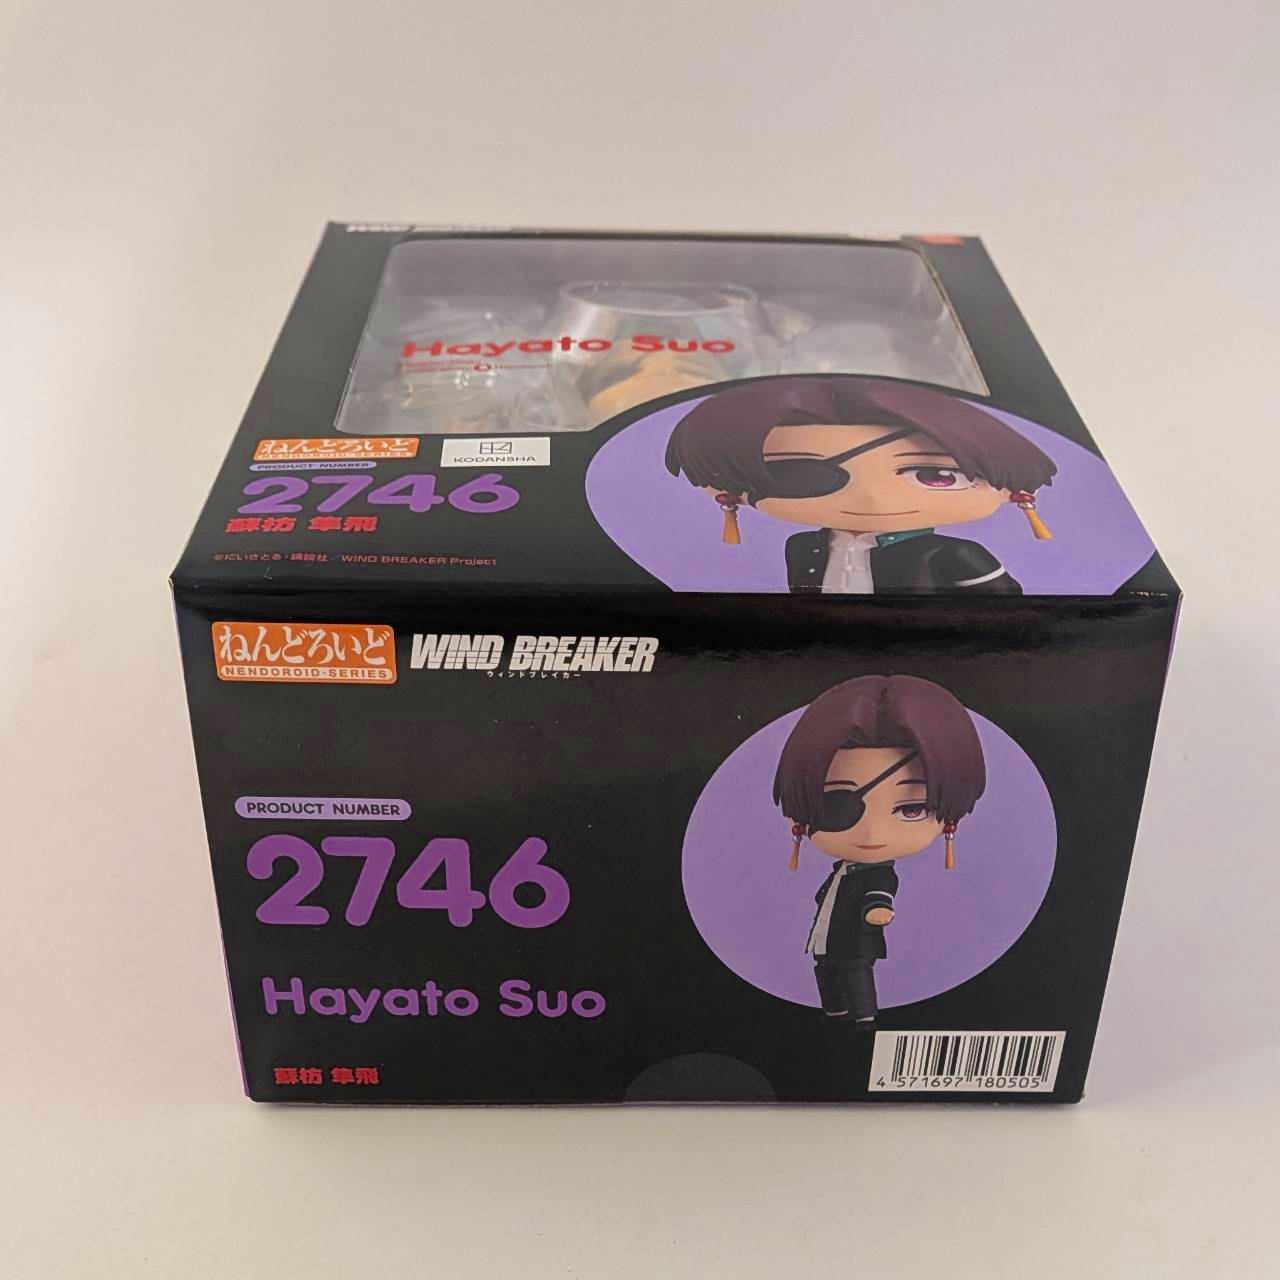 WIND BREAKER
Hayato Suo
Nendoroid
ねんどろいど
NENDOROID SERIES
KODANSHA
PRODUCT NUMBER
2746
蘇枋 隼飛
©にいさとる・講談社／WIND BREAKER Project
ねんどろいど
NENDOROID SERIES
WIND BREAKER
ウィンドブレイカー
PRODUCT NUMBER
2746
Hayato Suo
蘇枋 隼飛
4 571697 180505